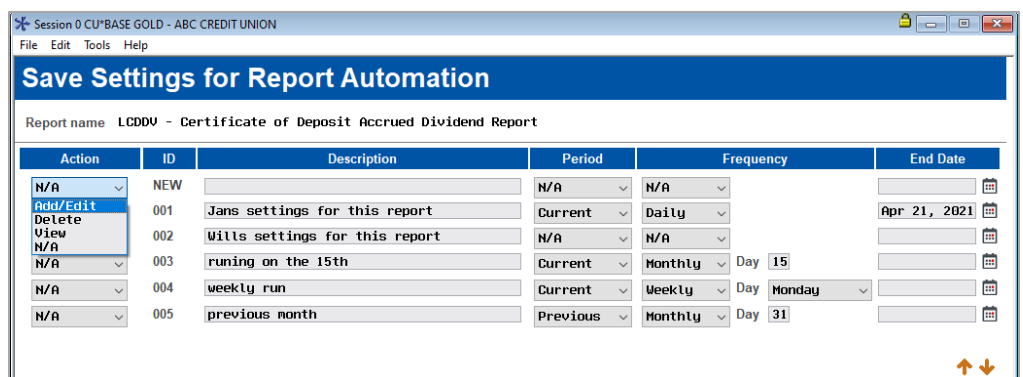 Session 0 CU*BASE GOLD - ABC CREDIT UNION
File Edit Tools Help
Save Settings for Report Automation
Report name LCDDV - Certificate of Deposit Accrued Dividend Report
Action ID Description Period Frequency End Date
N/A NEW N/A N/A
Add/Edit
Delete
View
N/A
001 Jans settings for this report Current Daily Apr 21, 2021
002 Wills settings for this report N/A N/A
N/A 003 runing on the 15th Current Monthly Day 15
N/A 004 weekly run Current Weekly Day Monday
N/A 005 previous month Previous Monthly Day 31